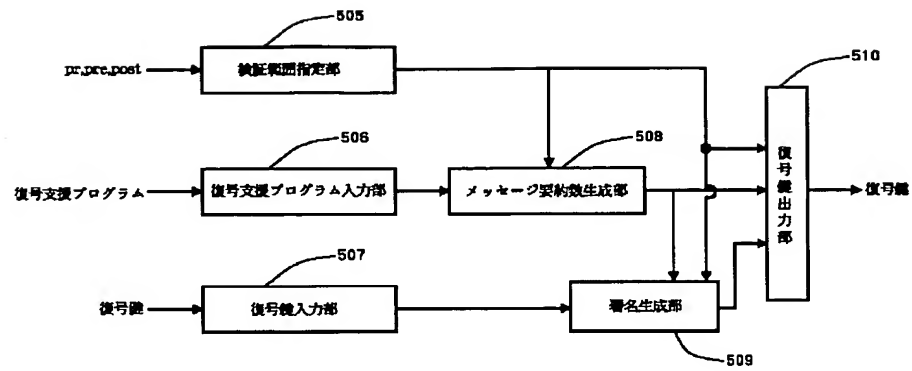 505
pr,pre,post
検証範囲指定部
510
506
508
復号支援プログラム
復号支援プログラム入力部
メッセージ要約数生成部
復号鍵出力部
復号鍵
507
復号鍵
復号鍵入力部
署名生成部
509